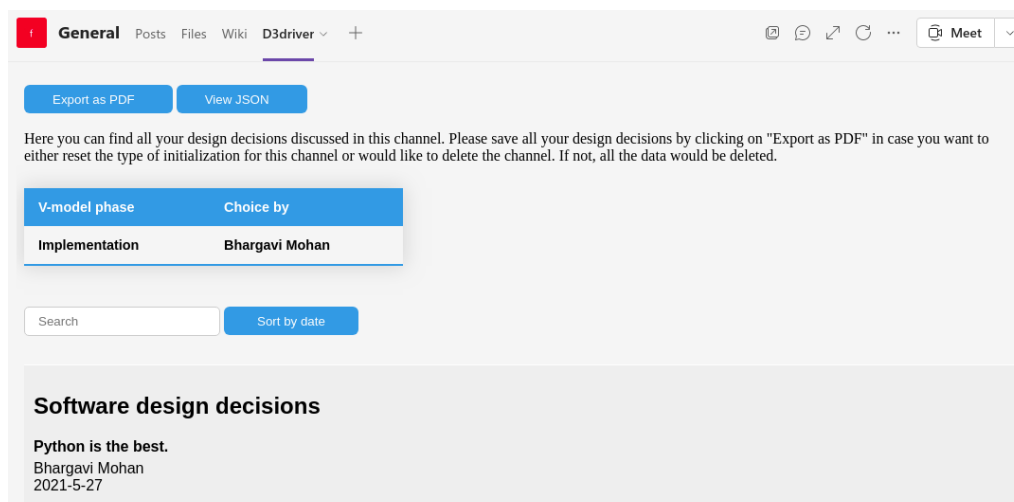 f General Posts Files Wiki D3driver Meet
Export as PDF View JSON
Here you can find all your design decisions discussed in this channel. Please save all your design decisions by clicking on "Export as PDF" in case you want to
either reset the type of initialization for this channel or would like to delete the channel. If not, all the data would be deleted.
V-model phase Choice by
Implementation Bhargavi Mohan
Search Sort by date
Software design decisions
Python is the best.
Bhargavi Mohan
2021-5-27